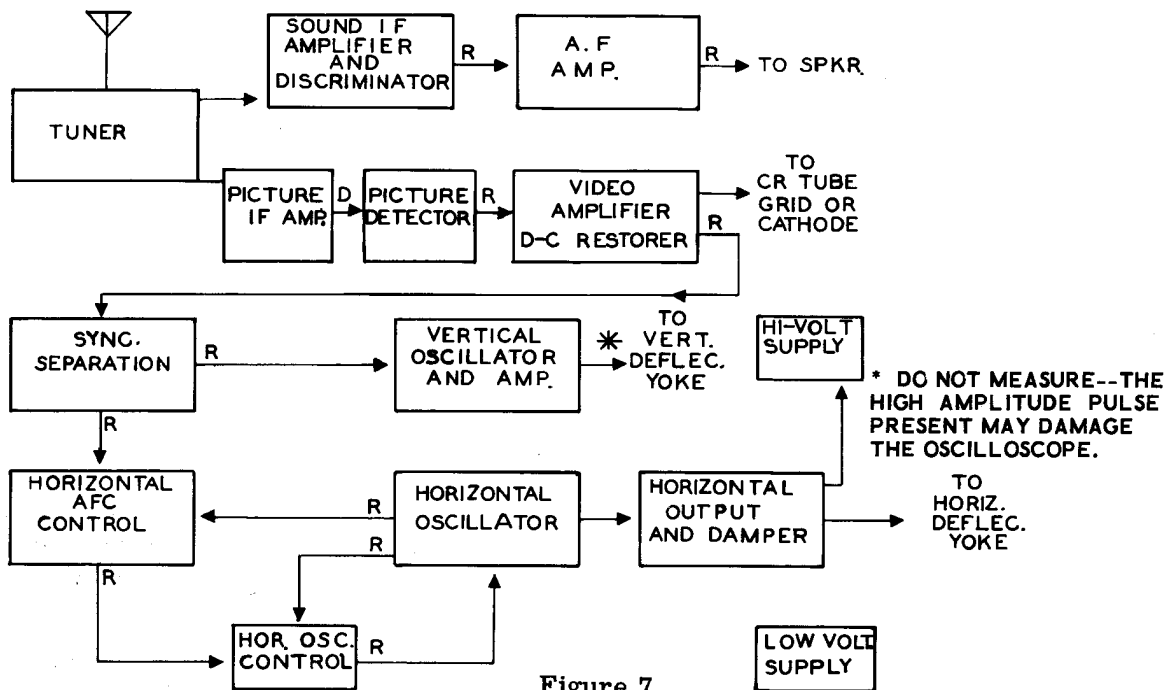 SOUND IF
AMPLIFIER
AND
DISCRIMINATOR
R
A.F
AMP.
R
TO SPKR.
TUNER
PICTURE
IF AMP.
D
PICTURE
DETECTOR
R
VIDEO
AMPLIFIER
D-C RESTORER
R
TO
CR TUBE
GRID OR
CATHODE
SYNC.
SEPARATION
R
R
VERTICAL
OSCILLATOR
AND AMP.
*
TO
VERT.
DEFLEC.
YOKE
HI-VOLT
SUPPLY
* DO NOT MEASURE--THE
HIGH AMPLITUDE PULSE
PRESENT MAY DAMAGE
THE OSCILLOSCOPE.
HORIZONTAL
AFC
CONTROL
R
R
R
HORIZONTAL
OSCILLATOR
HORIZONTAL
OUTPUT
AND DAMPER
TO
HORIZ.
DEFLEC.
YOKE
HOR. OSC.
CONTROL
R
LOW VOLT
SUPPLY
Figure 7